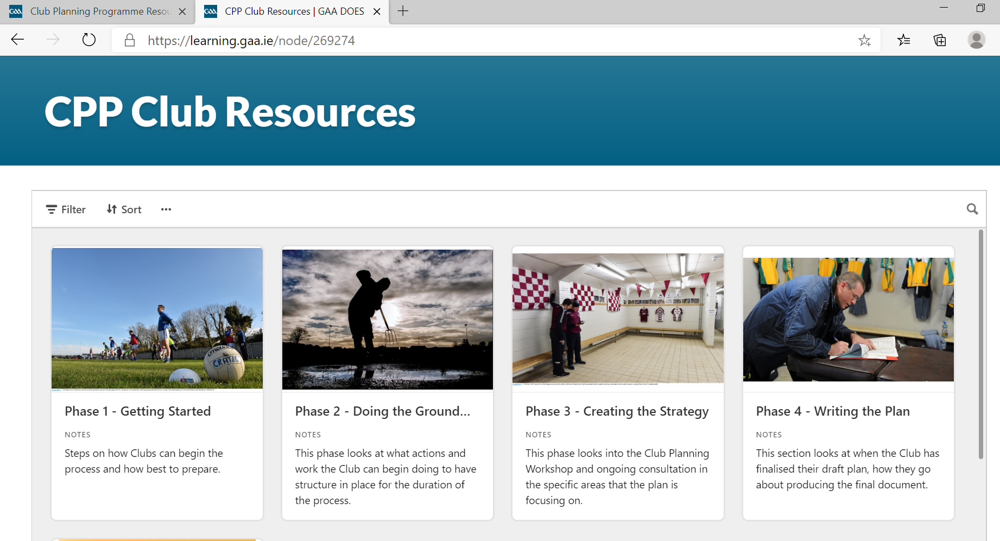 GAA Club Planning Programme Resou
GAA CPP Club Resources | GAA DOES
https://learning.gaa.ie/node/269274
CPP Club Resources
Filter Sort
O'NEILLS
CRATLOE
Phase 1 - Getting Started
NOTES
Steps on how Clubs can begin the
process and how best to prepare.
Phase 2 - Doing the Ground...
NOTES
This phase looks at what actions and
work the Club can begin doing to have
structure in place for the duration of
the process.
Phase 3 - Creating the Strategy
NOTES
This phase looks into the Club Planning
Workshop and ongoing consultation in
the specific areas that the plan is
focusing on.
Phase 4 - Writing the Plan
NOTES
This section looks at when the Club has
finalised their draft plan, how they go
about producing the final document.